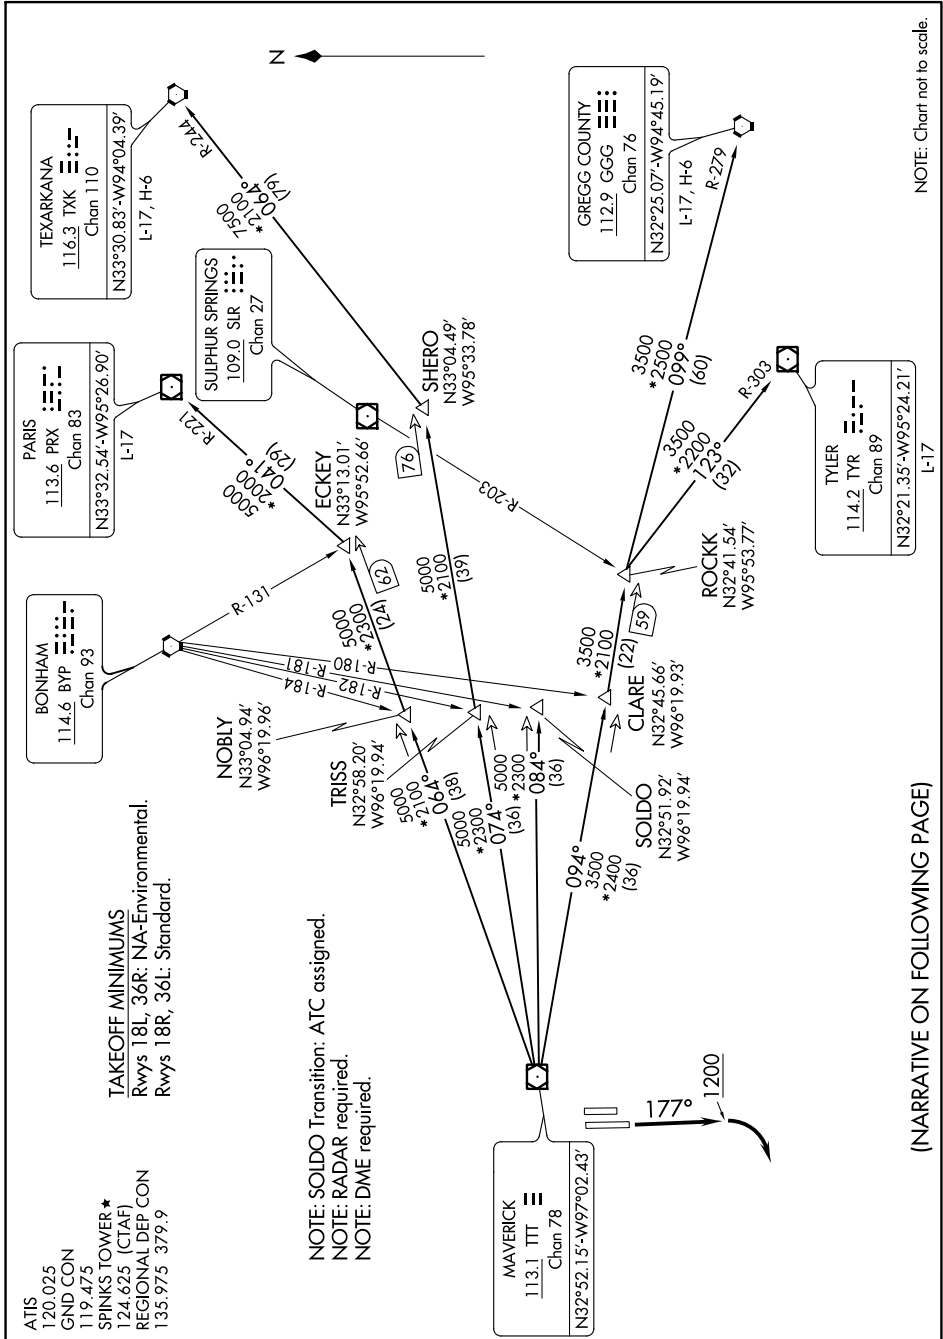 ATIS
120.025
GND CON
119.475
SPINKS TOWER★
124.625 (CTAF)
REGIONAL DEP CON
135.975 379.9
TAKEOFF MINIMUMS
Rwys 18L, 36R: NA-Environmental.
Rwys 18R, 36L: Standard.
NOTE: SOLDO Transition: ATC assigned.
NOTE: RADAR required.
NOTE: DME required.
BONHAM
114.6 BYP
Chan 93
PARIS
113.6 PRX
Chan 83
N33°32.54'-W95°26.90'
L-17
TEXARKANA
116.3 TXK
Chan 110
N33°30.83'-W94°04.39'
L-17, H-6
SULPHUR SPRINGS
109.0 SLR
Chan 27
N
R-244
7500
*2100
064°
(79)
R-221
5000
*2000
041°
(29)
ECKEY
N33°13.01'
W95°52.66'
SHERO
N33°04.49'
W95°33.78'
R-131
R-184
R-182
R-181
R-180
R-203
NOBLY
N33°04.94'
W96°19.96'
5000
*2300
(24)
62
76
5000
*2100
(39)
TRISS
N32°58.20'
W96°19.94'
5000
*2100
064°
(38)
5000
*2300
074°
(36)
5000
*2300
084°
(36)
SOLDO
N32°51.92'
W96°19.94'
094°
3500
*2400
(36)
CLARE
N32°45.66'
W96°19.93'
3500
*2100
(22)
59
ROCKK
N32°41.54'
W95°53.77'
3500
*2500
099°
(60)
R-279
3500
*2200
123°
(32)
R-303
GREGG COUNTY
112.9 GGG
Chan 76
N32°25.07'-W94°45.19'
L-17, H-6
TYLER
114.2 TYR
Chan 89
N32°21.35'-W95°24.21'
L-17
MAVERICK
113.1 TTT
Chan 78
N32°52.15'-W97°02.43'
177°
1200
(NARRATIVE ON FOLLOWING PAGE)
NOTE: Chart not to scale.